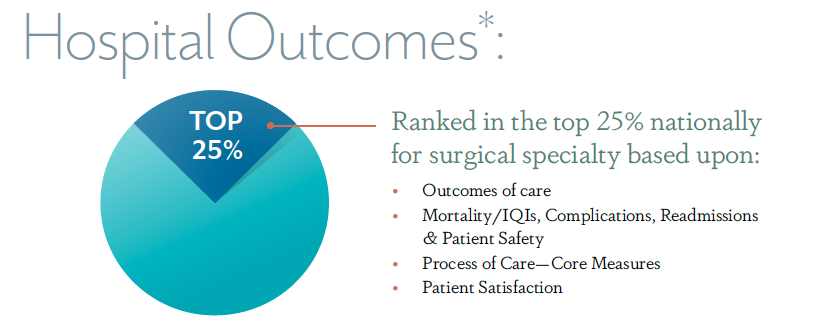 Hospital Outcomes*:
TOP
25%
Ranked in the top 25% nationally
for surgical specialty based upon:
• Outcomes of care
• Mortality/IQIs, Complications, Readmissions
& Patient Safety
• Process of Care—Core Measures
• Patient Satisfaction